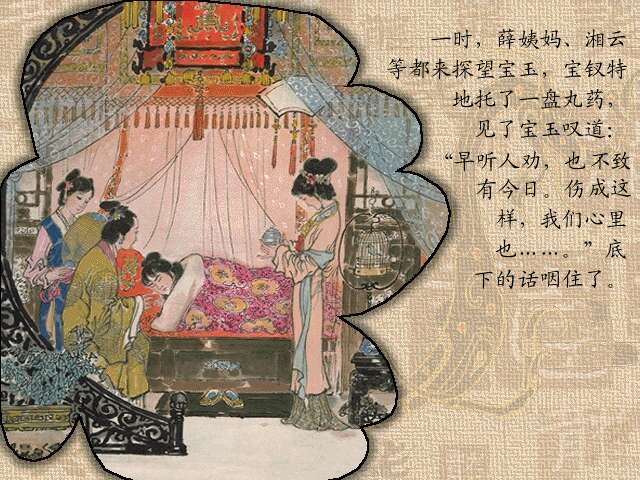 一时，薛姨妈、湘云
等都来探望宝玉，宝钗特
地托了一盘丸药，
见了宝玉叹道：
“早听人劝，也不致
有今日。伤成这
样，我们心里
也……。”底
下的话咽住了。